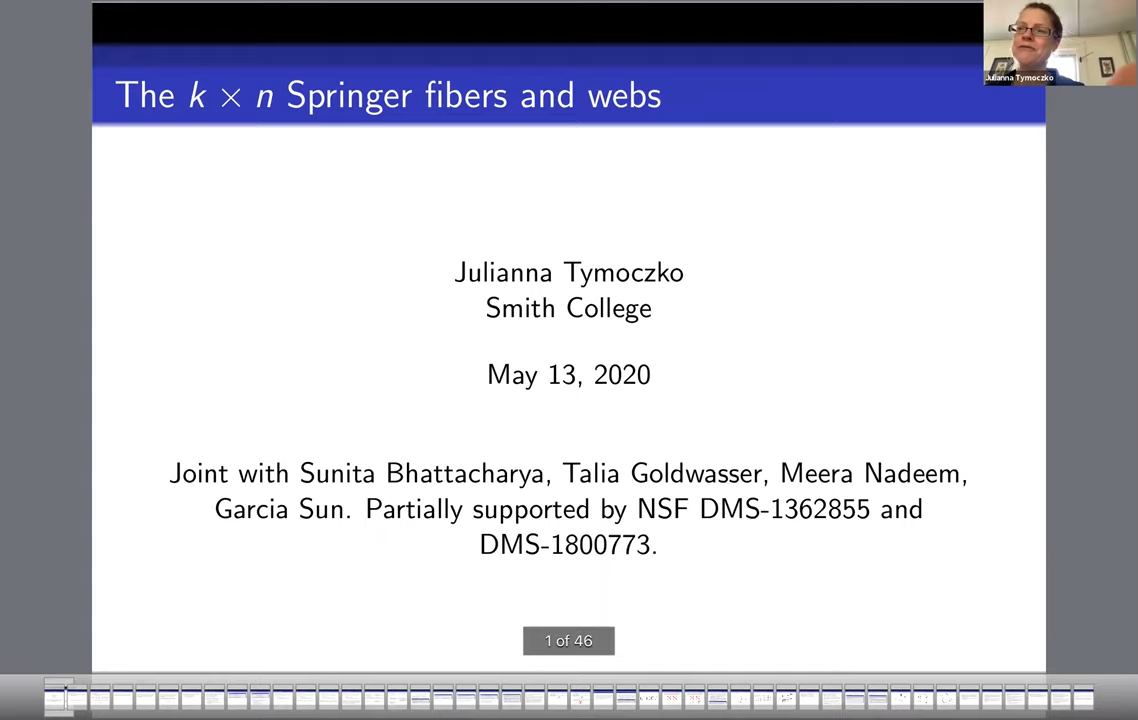 The k × n Springer fibers and webs
Julianna Tymoczko
Julianna Tymoczko
Smith College
May 13, 2020
Joint with Sunita Bhattacharya, Talia Goldwasser, Meera Nadeem,
Garcia Sun. Partially supported by NSF DMS-1362855 and
DMS-1800773.
1 of 46